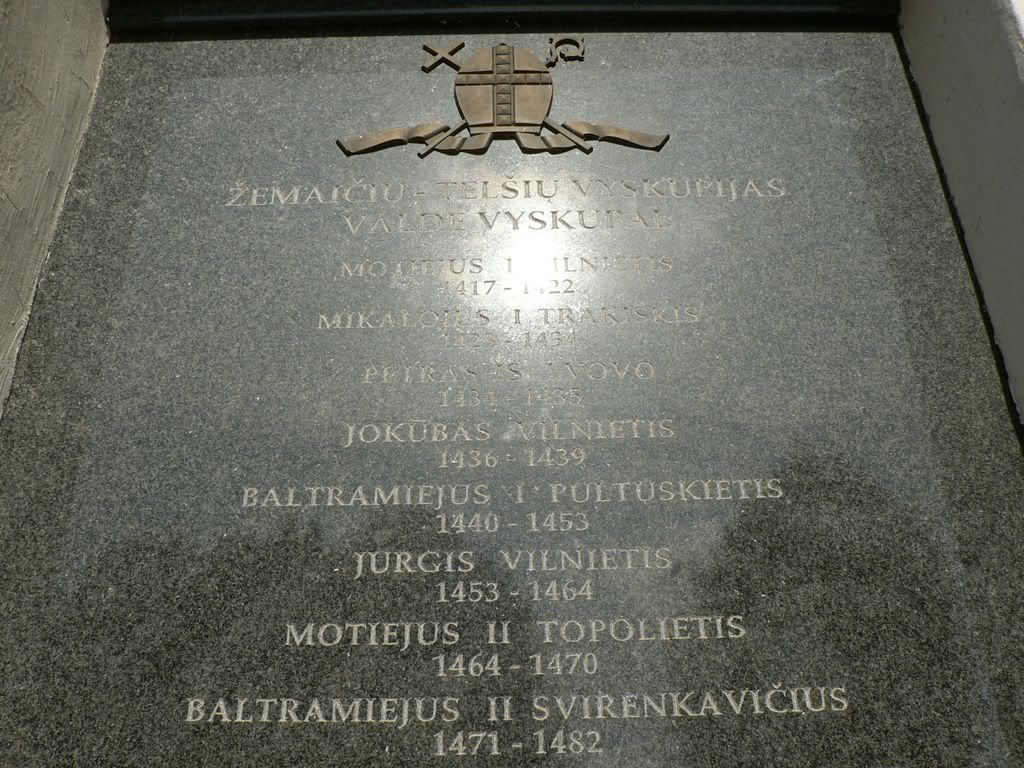 ŽEMAIČIŲ - TELŠIŲ VYSKUPIJAS
VALDĖ VYSKUPAI
MOTIEJUS I VILNIETIS
1417 - 1422
MIKALOJUS I TRAKIŠKIS
1423 - 1434
PETRAS IŠ LVOVO
1434 - 1435
JOKŪBAS VILNIETIS
1436 - 1439
BALTRAMIEJUS I PULTUSKIETIS
1440 - 1453
JURGIS VILNIETIS
1453 - 1464
MOTIEJUS II TOPOLIETIS
1464 - 1470
BALTRAMIEJUS II SVIRENKAVIČIUS
1471 - 1482